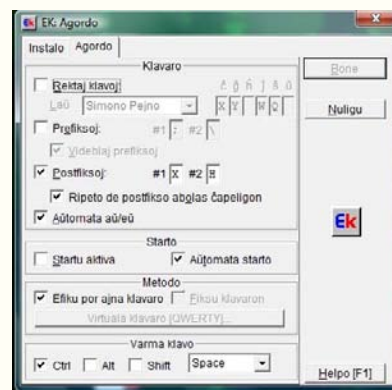 EK: Agordo
Instalo Agordo
Klavaro
Rektaj klavoj: ĉ ĝ ĥ ĵ ŝ ŭ
Laŭ Simono Pejno X Y W Q
Prefiksoj: #1 ; #2 \
Videblaj prefiksoj
Postfiksoj: #1 X #2 H
Ripeto de postfikso abolas ĉapeligon
Aŭtomata aŭ/eŭ
Starto
Startu aktiva Aŭtomata starto
Metodo
Efiku por ajna klavaro Fiksu klavaron
Virtuala klavaro [QWERTY]...
Varma klavo
Ctrl Alt Shift Space
Bone
Nuligu
Ek
Helpo [F1]